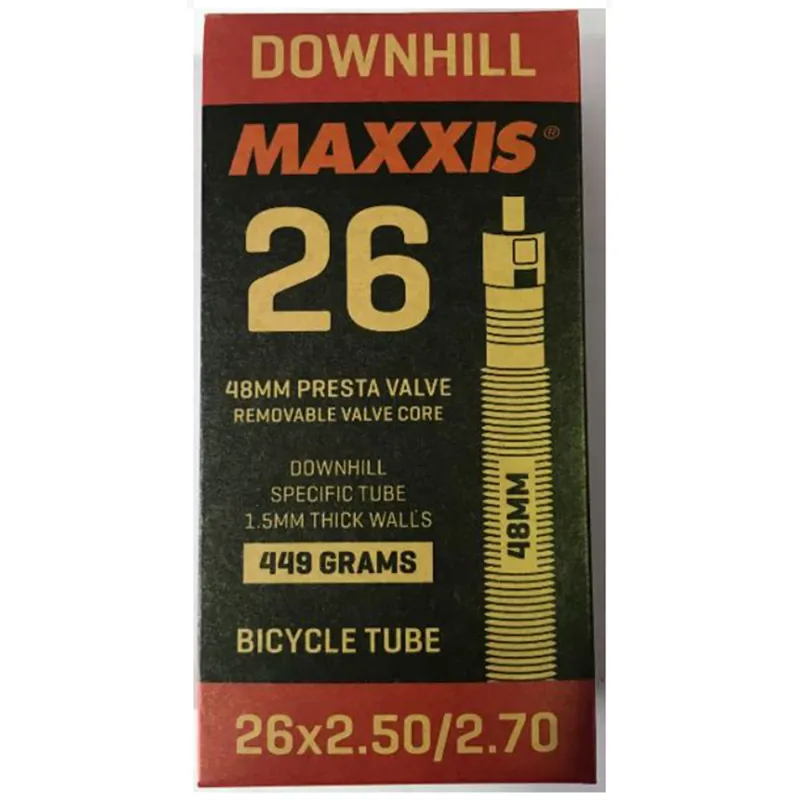 DOWNHILL
MAXXIS®
26
48MM PRESTA VALVE
REMOVABLE VALVE CORE
DOWNHILL
SPECIFIC TUBE
1.5MM THICK WALLS
449 GRAMS
48MM
BICYCLE TUBE
26x2.50/2.70